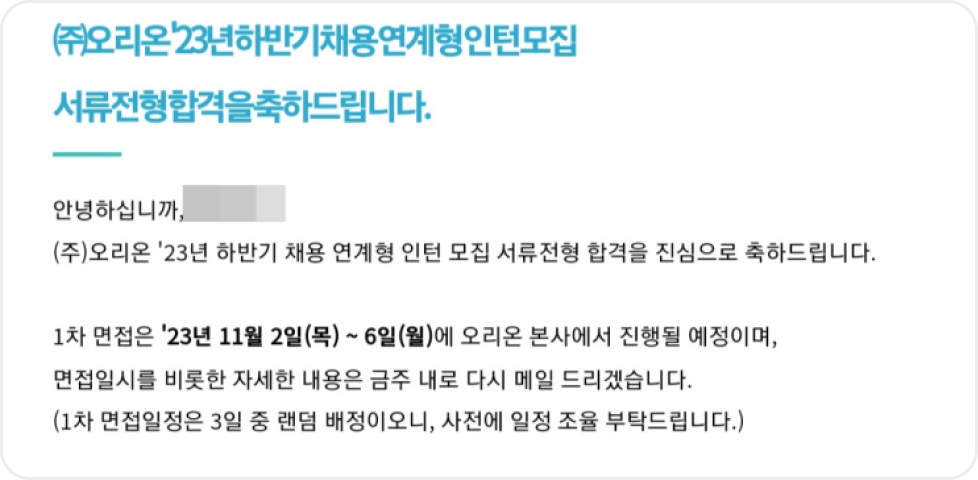 ㈜오리온'23년하반기채용연계형인턴모집
서류전형합격을축하드립니다.
안녕하십니까,
(주)오리온 '23년 하반기 채용 연계형 인턴 모집 서류전형 합격을 진심으로 축하드립니다.
1차 면접은 '23년 11월 2일(목) ~ 6일(월)에 오리온 본사에서 진행될 예정이며,
면접일시를 비롯한 자세한 내용은 금주 내로 다시 메일 드리겠습니다.
(1차 면접일정은 3일 중 랜덤 배정이오니, 사전에 일정 조율 부탁드립니다.)